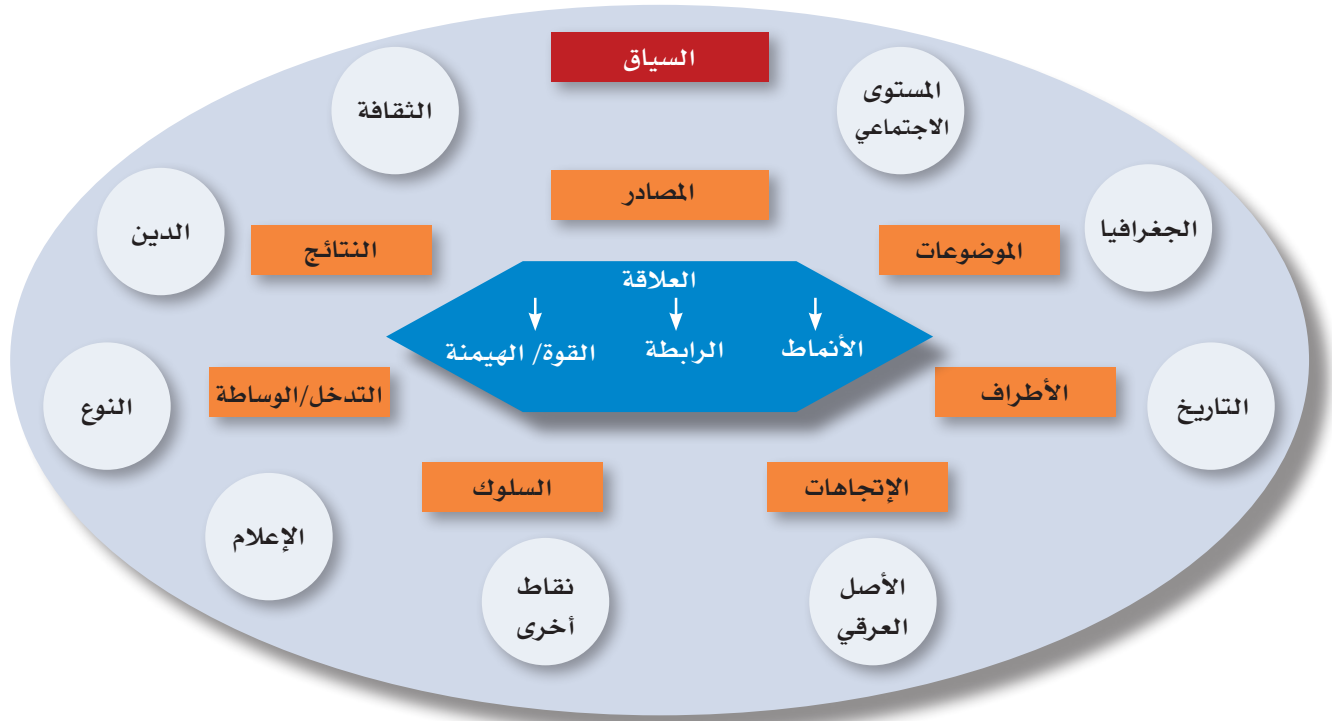 السياق
المستوى
الاجتماعي
الثقافة
المصادر
الجغرافيا
الموضوعات
النتائج
الدين
العلاقة
الأنماط
الرابطة
القوة/ الهيمنة
التاريخ
الأطراف
التدخل/الوساطة
النوع
الإتجاهات
السلوك
الإعلام
الأصل
العرقي
نقاط
أخرى